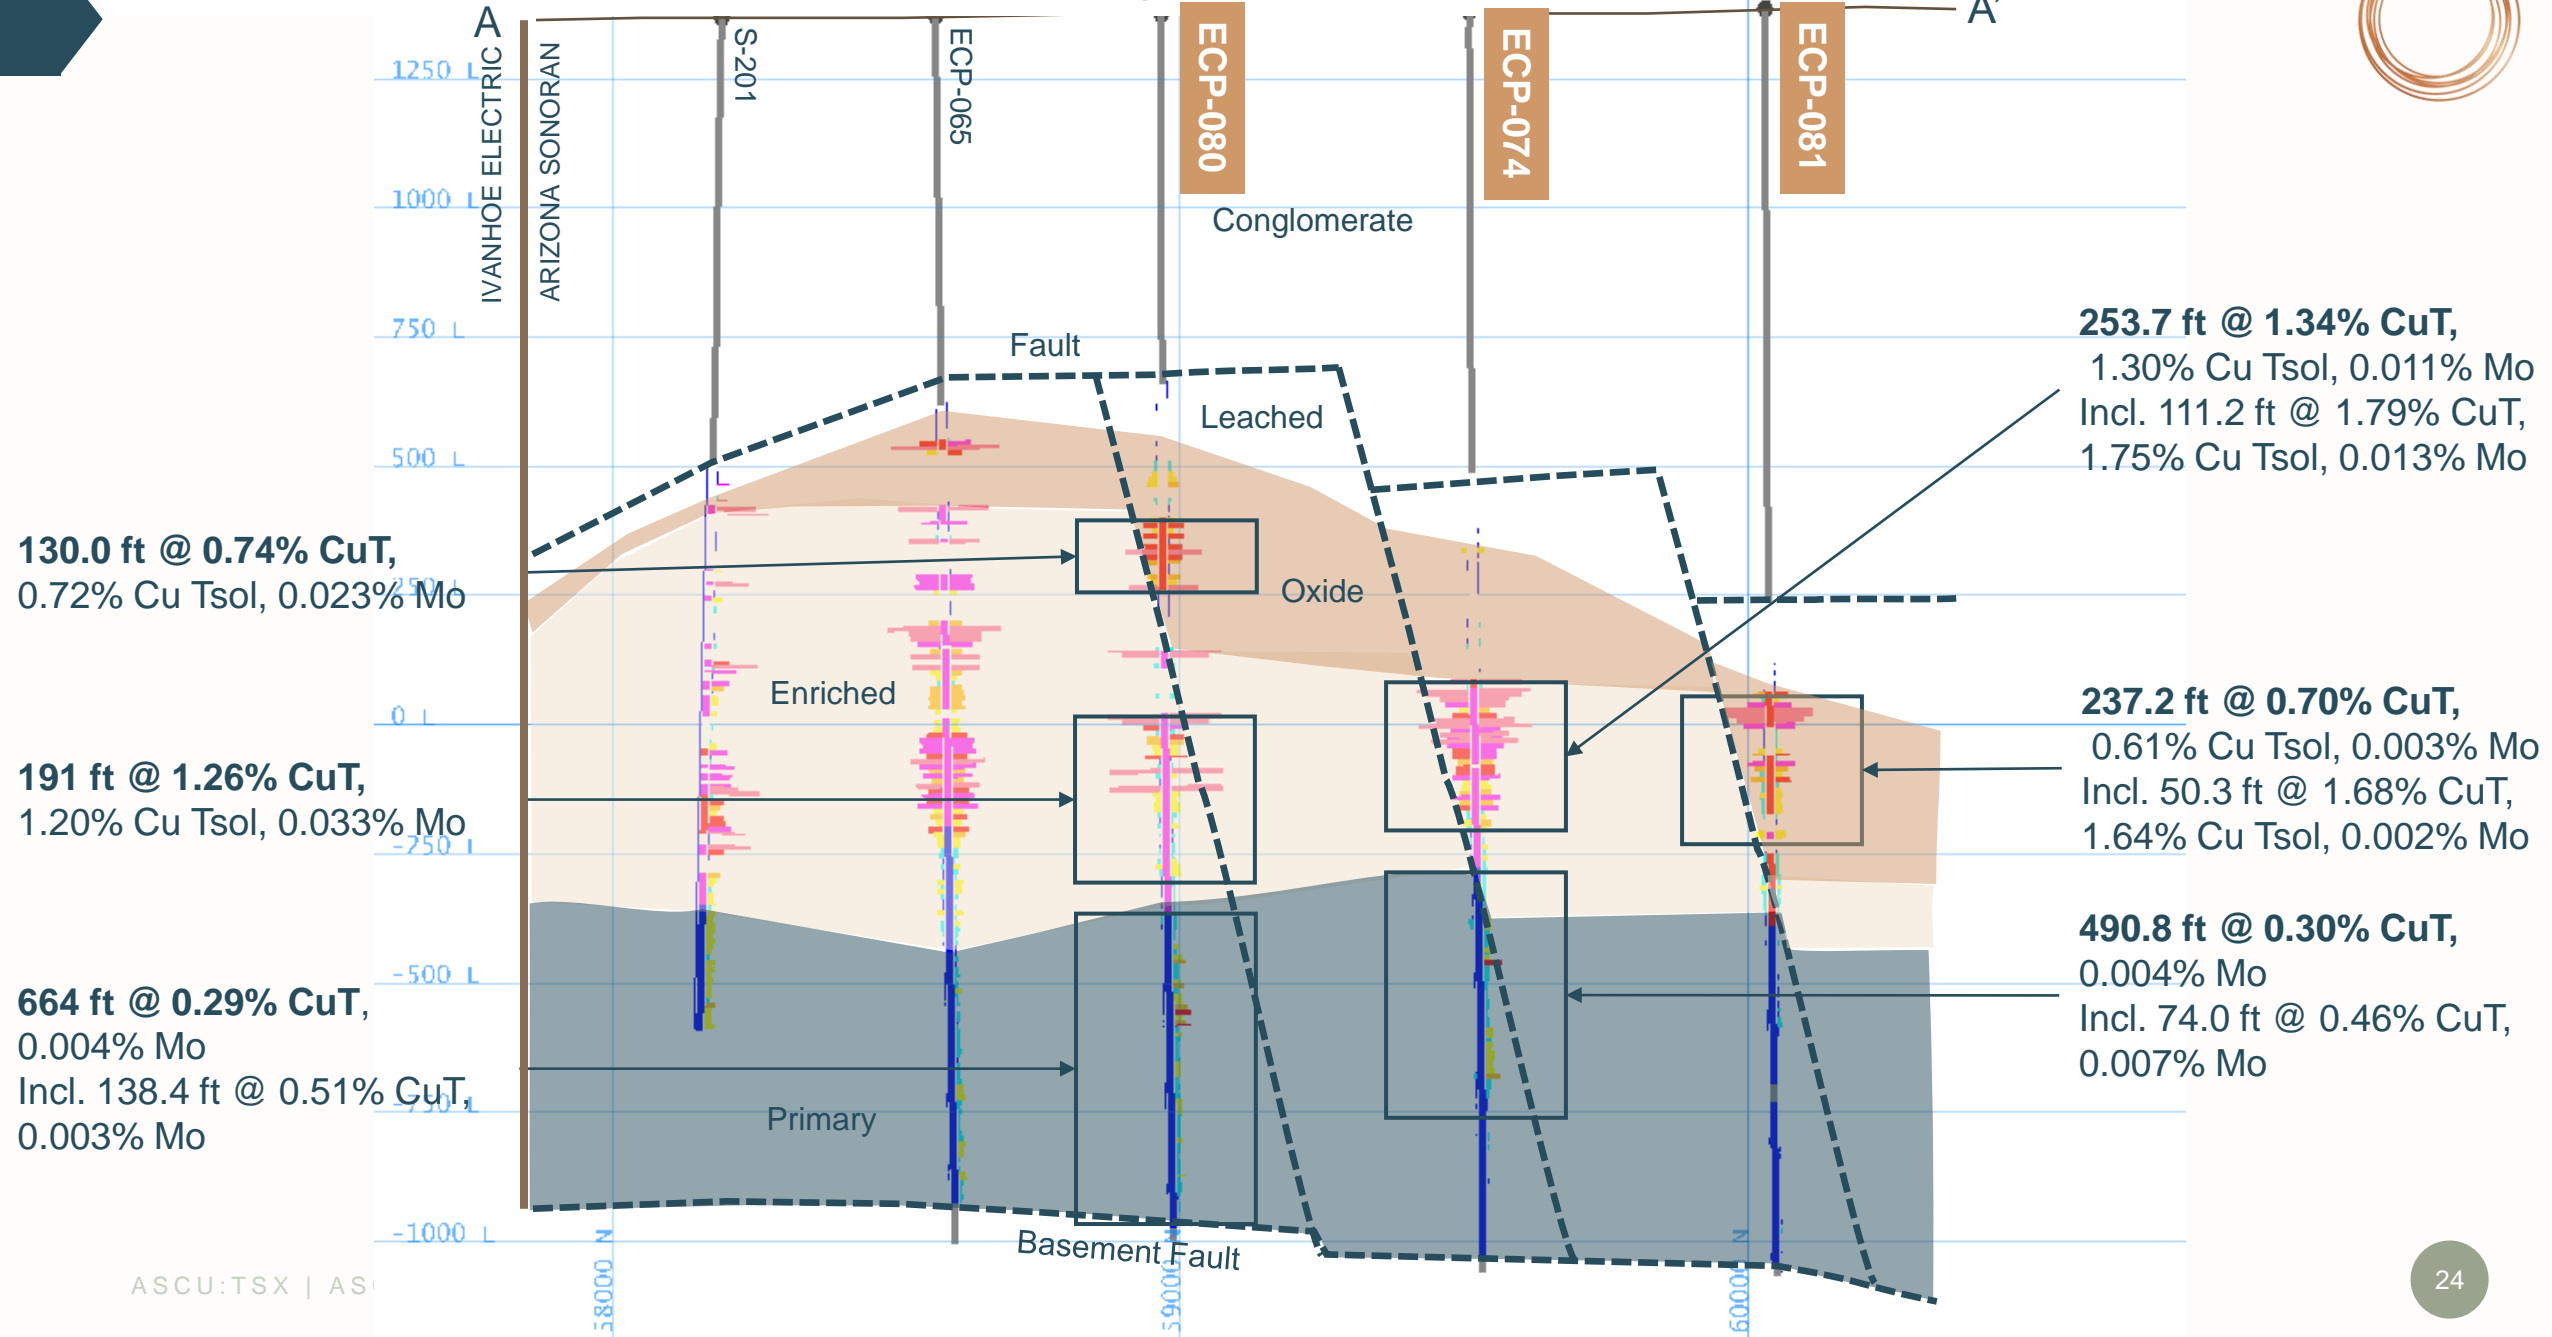 A
A'
IVANHOE ELECTRIC
ARIZONA SONORAN
S-201
ECP-065
ECP-080
ECP-074
ECP-081
1250 L
1000 L
750 L
500 L
250 L
0 L
-250 L
-500 L
-750 L
-1000 L
Conglomerate
Fault
Leached
Oxide
Enriched
Primary
Basement Fault
130.0 ft @ 0.74% CuT,
0.72% Cu Tsol, 0.023% Mo
191 ft @ 1.26% CuT,
1.20% Cu Tsol, 0.033% Mo
664 ft @ 0.29% CuT,
0.004% Mo
Incl. 138.4 ft @ 0.51% CuT,
0.003% Mo
253.7 ft @ 1.34% CuT,
1.30% Cu Tsol, 0.011% Mo
Incl. 111.2 ft @ 1.79% CuT,
1.75% Cu Tsol, 0.013% Mo
237.2 ft @ 0.70% CuT,
0.61% Cu Tsol, 0.003% Mo
Incl. 50.3 ft @ 1.68% CuT,
1.64% Cu Tsol, 0.002% Mo
490.8 ft @ 0.30% CuT,
0.004% Mo
Incl. 74.0 ft @ 0.46% CuT,
0.007% Mo
58000 N
59000 N
60000 N
ASCU:TSX | ASC
24